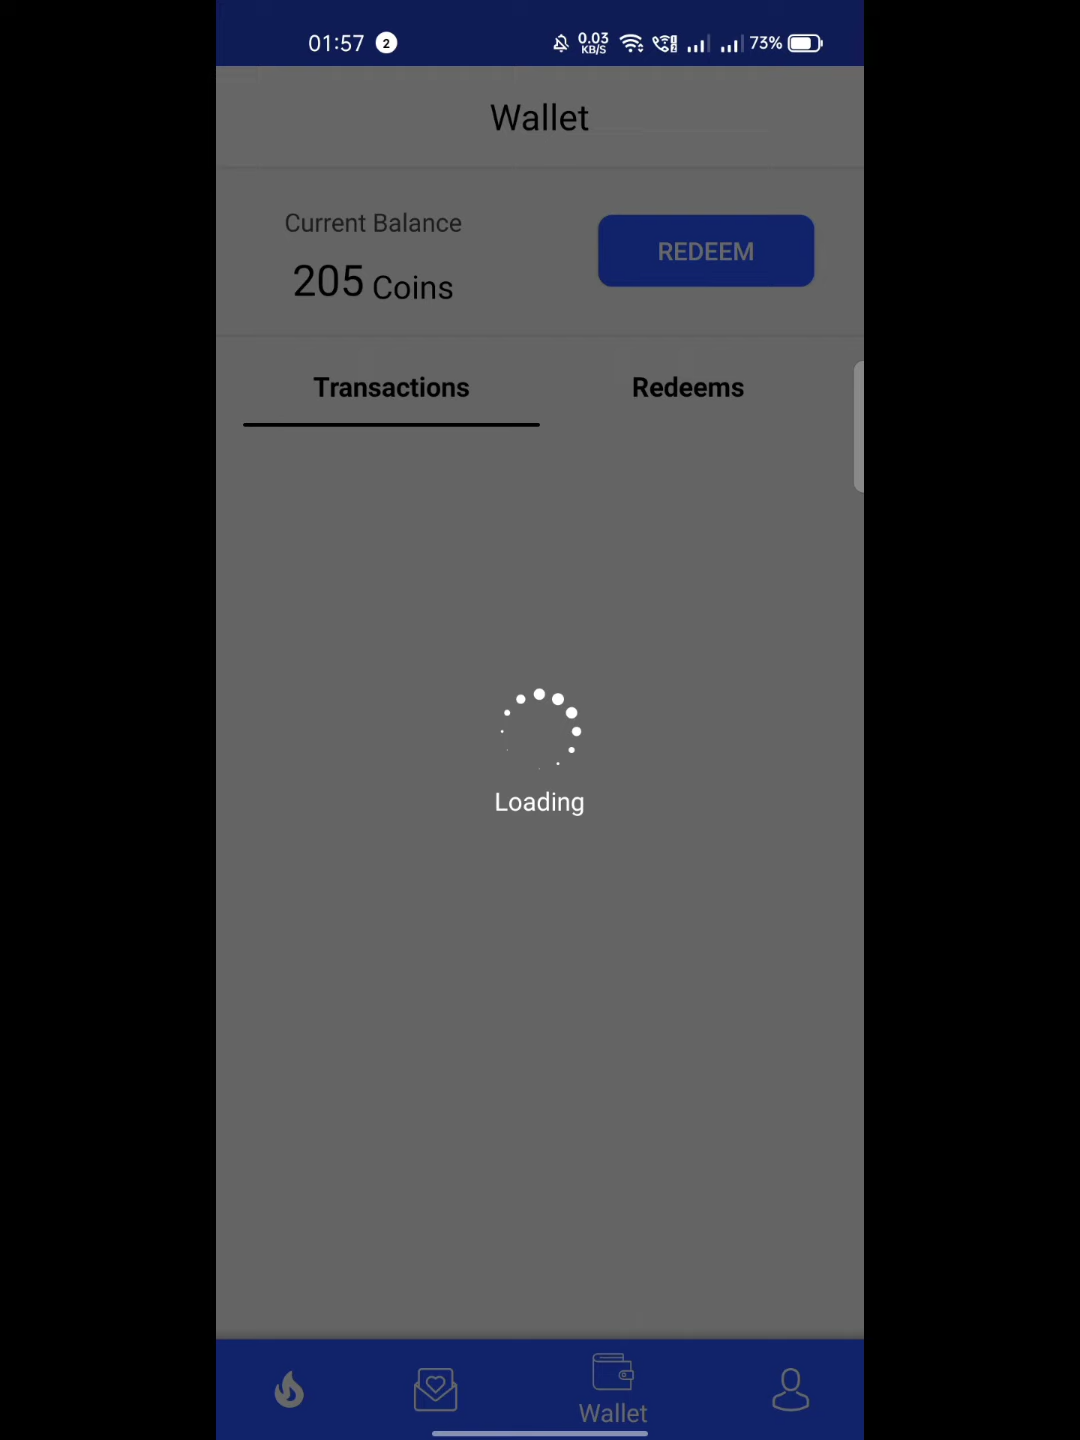 01:57 2 0.03 KB/S 73%
Wallet
Current Balance
REDEEM
205 Coins
Transactions Redeems
Loading
Wallet